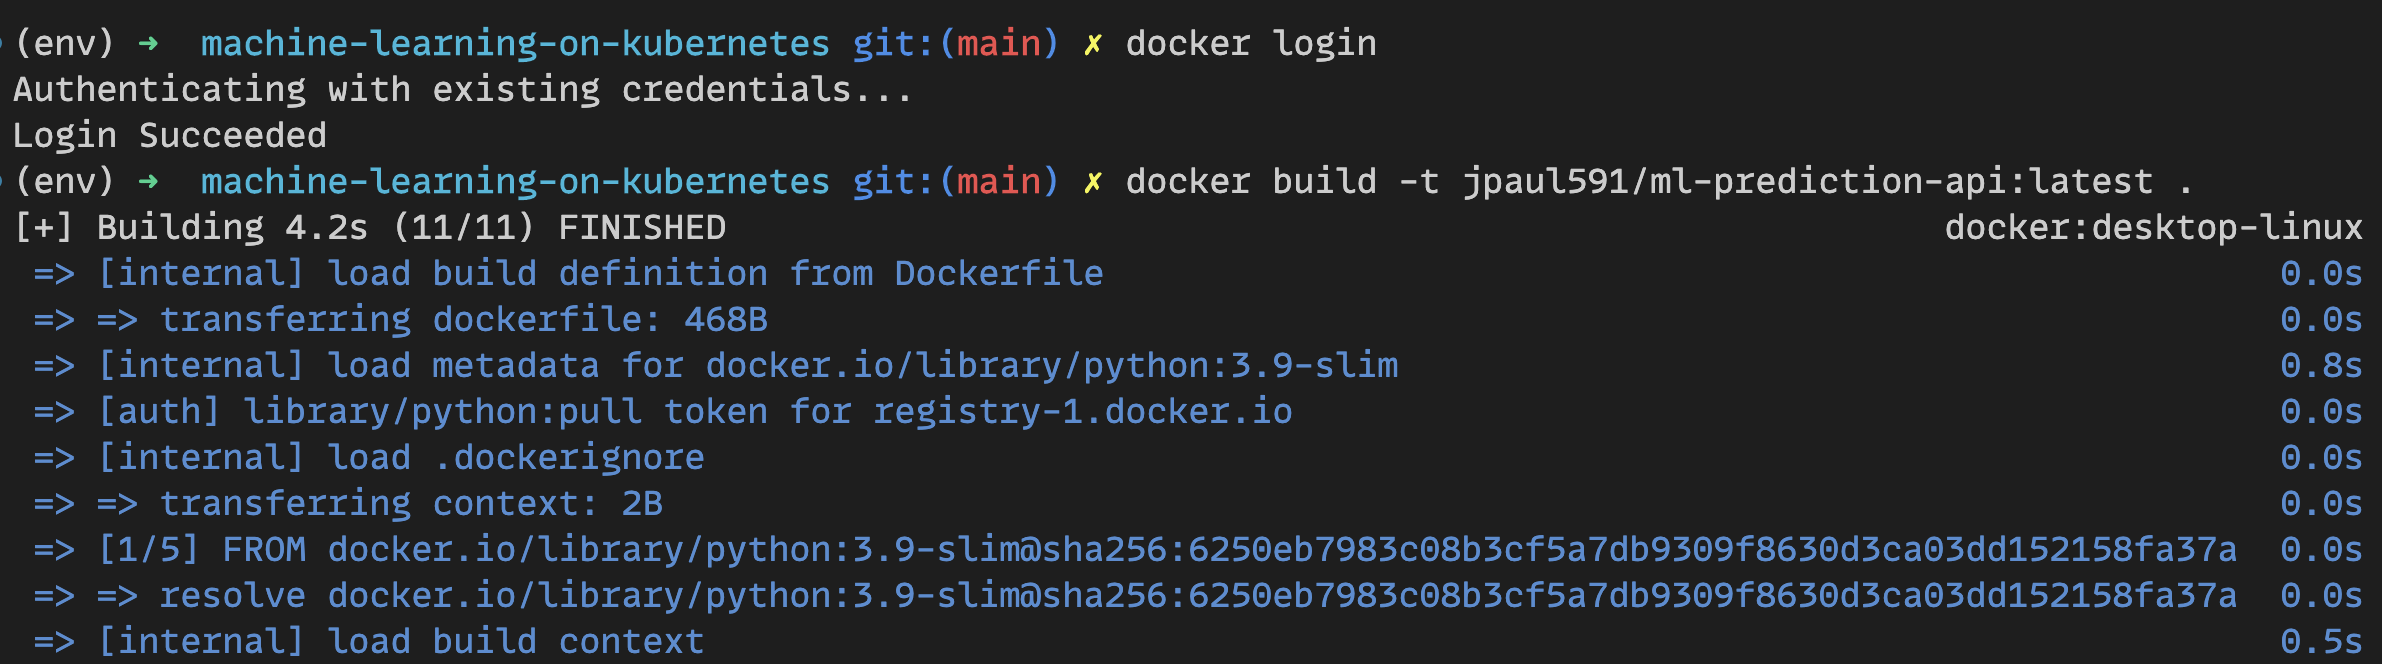 (env) ➜ machine-learning-on-kubernetes git:(main) ✗ docker login
Authenticating with existing credentials...
Login Succeeded
(env) ➜ machine-learning-on-kubernetes git:(main) ✗ docker build -t jpaul591/ml-prediction-api:latest .
[+] Building 4.2s (11/11) FINISHED docker:desktop-linux
=> [internal] load build definition from Dockerfile 0.0s
=> => transferring dockerfile: 468B 0.0s
=> [internal] load metadata for docker.io/library/python:3.9-slim 0.8s
=> [auth] library/python:pull token for registry-1.docker.io 0.0s
=> [internal] load .dockerignore 0.0s
=> => transferring context: 2B 0.0s
=> [1/5] FROM docker.io/library/python:3.9-slim@sha256:6250eb7983c08b3cf5a7db9309f8630d3ca03dd152158fa37a 0.0s
=> => resolve docker.io/library/python:3.9-slim@sha256:6250eb7983c08b3cf5a7db9309f8630d3ca03dd152158fa37a 0.0s
=> [internal] load build context 0.5s